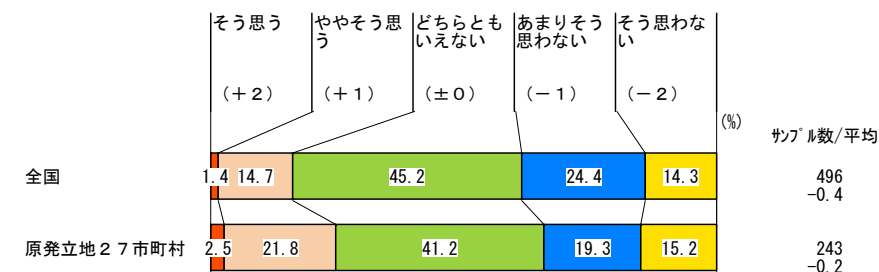 そう思う
ややそう思
う
どちらとも
いえない
あまりそう
思わない
そう思わな
い
（＋２） （＋１） （±０） （－１） （－２）
(%)
ｻﾝﾌﾟﾙ数/平均
全国 1.4 14.7 45.2 24.4 14.3 496
-0.4
原発立地２７市町村 2.5 21.8 41.2 19.3 15.2 243
-0.2